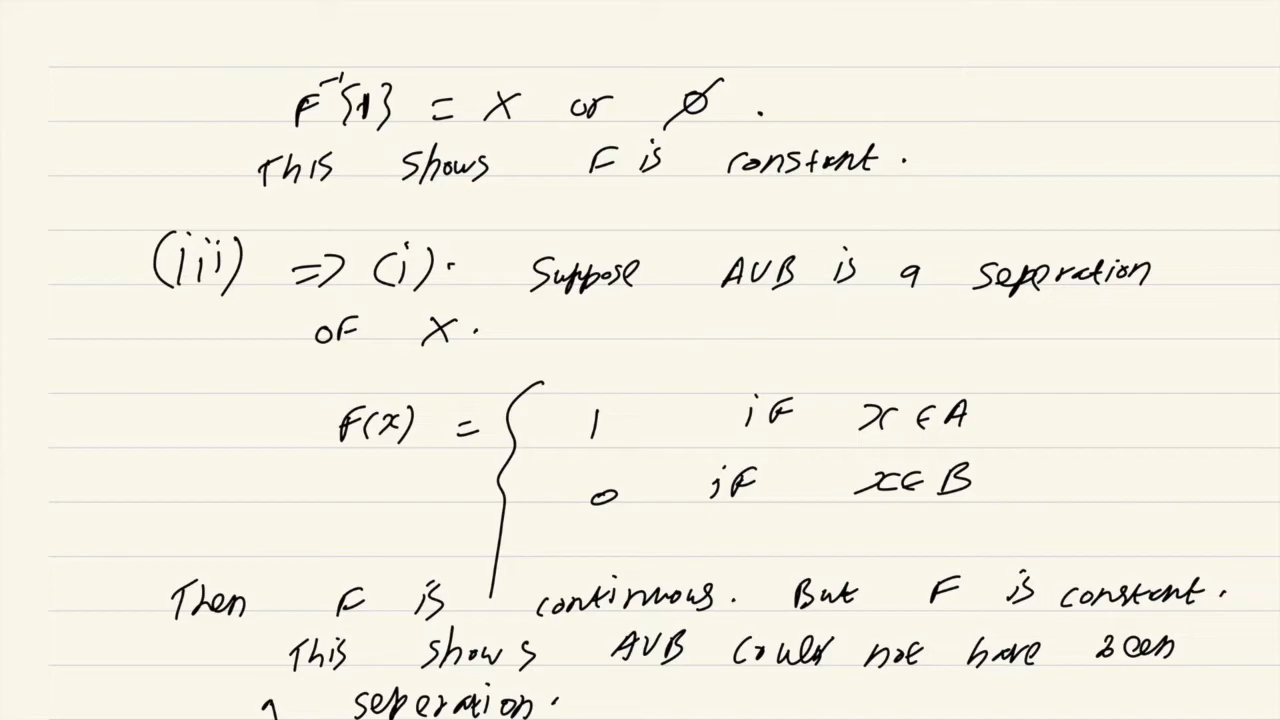 F⁻¹{1} = X or ∅.
This shows F is constant.
(iii) => (i). Suppose A∪B is a seperation
of X.
F(x) = { 1 if x∈A
0 if x∈B
Then F is continuous. But F is constant.
This shows A∪B could not have been
a seperation.